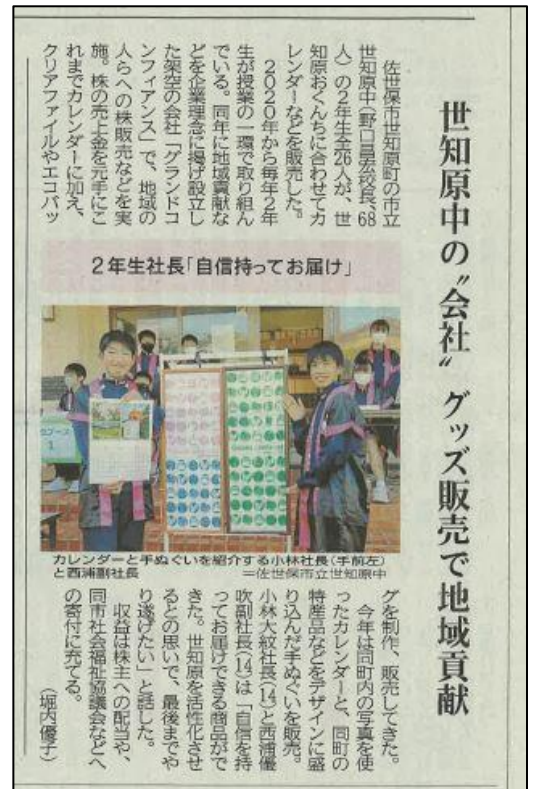 世知原中の〝会社〟 グッズ販売で地域貢献
佐世保市世知原町の市立
世知原中(野口昌宏校長、68
人)の2年生全26人が、世
知原おくんちに合わせてカ
レンダーなどを販売した。
2020年から毎年2年
生が授業の一環で取り組ん
でいる。同年に地域貢献な
どを企業理念に掲げ設立し
た架空の会社「グランドコ
ンフィアンス」で、地域の
人らへの株販売などを実
施。株の売上金を元手にこ
れまでカレンダーに加え、
クリアファイルやエコバッ
2年生社長「自信持ってお届け」
カレンダーと手ぬぐいを紹介する小林社長(手前左)
と西浦副社長 =佐世保市立世知原中
グを制作、販売してきた。
今年は同町内の写真を使
ったカレンダーと、同町の
特産品などをデザインに盛
り込んだ手ぬぐいを販売。
小林大紋社長(14)と西浦優
吹副社長(14)は「自信を持
ってお届けできる商品がで
きた。世知原を活性化させ
るとの思いで、最後までや
り遂げたい」と話した。
収益は株主への配当や、
同市社会福祉協議会などへ
の寄付に充てる。
(堀内優子)